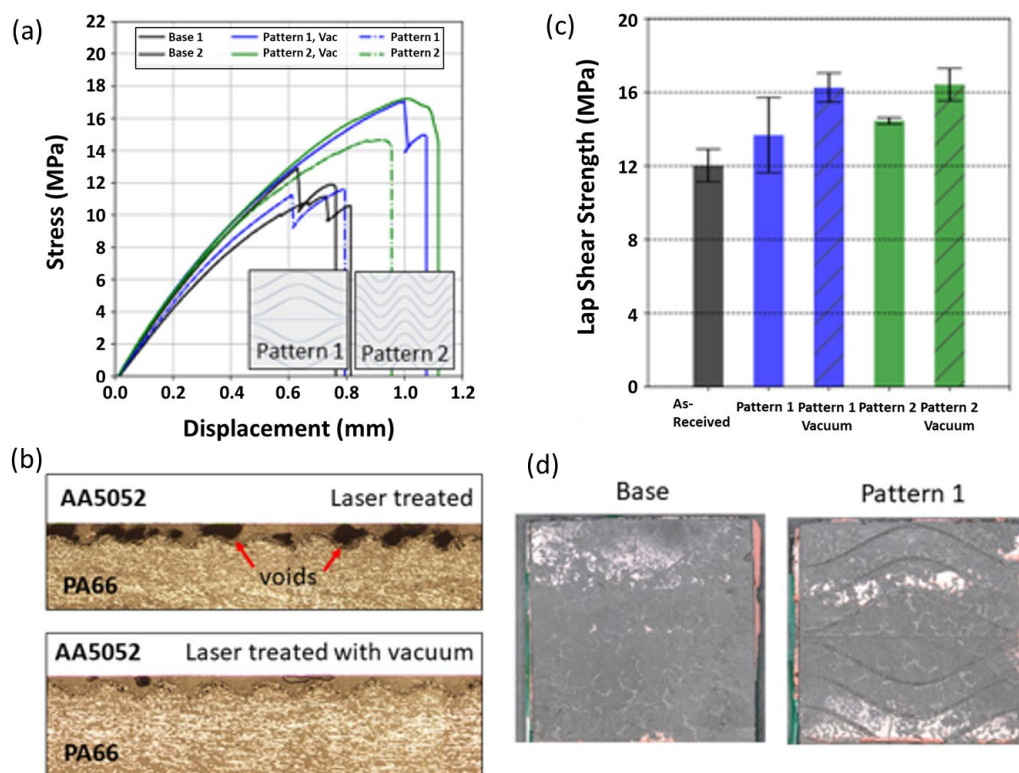 (a)
22
20
18
16
14
12
10
8
6
4
2
0
Stress (MPa)
Base 1
Pattern 1, Vac
Pattern 1
Base 2
Pattern 2, Vac
Pattern 2
Pattern 1
Pattern 2
0.0
0.2
0.4
0.6
0.8
1.0
1.2
Displacement (mm)
(c)
20
16
12
8
4
0
Lap Shear Strength (MPa)
As-
Received
Pattern 1
Pattern 1
Vacuum
Pattern 2
Pattern 2
Vacuum
(b)
AA5052
Laser treated
voids
PA66
AA5052
Laser treated with vacuum
PA66
(d)
Base
Pattern 1